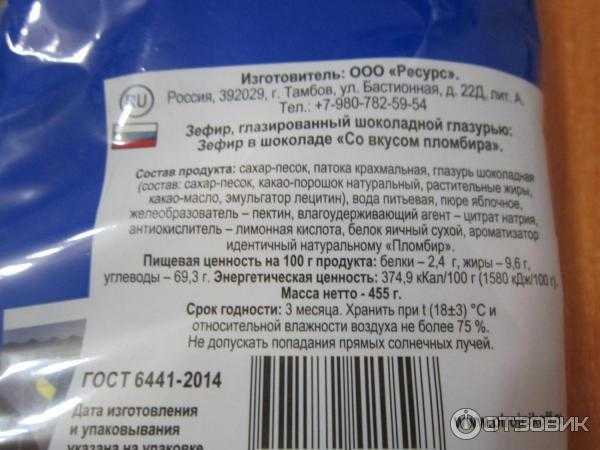 Изготовитель: ООО «Ресурс».
RU
Россия, 392029, г. Тамбов, ул. Бастионная, д. 22Д, лит. А,
Тел.: +7-980-782-59-54
Зефир, глазированный шоколадной глазурью:
Зефир в шоколаде «Со вкусом пломбира».
Состав продукта: сахар-песок, патока крахмальная, глазурь шоколадная
(состав: сахар-песок, какао-порошок натуральный, растительные жиры,
какао-масло, эмульгатор лецитин), вода питьевая, пюре яблочное,
желеобразователь – пектин, влагоудерживающий агент – цитрат натрия,
антиокислитель – лимонная кислота, белок яичный сухой, ароматизатор
идентичный натуральному «Пломбир».
Пищевая ценность на 100 г продукта: белки – 2,4 г, жиры – 9,6 г,
углеводы – 69,3 г. Энергетическая ценность: 374,9 кКал/100 г (1580 кДж/100 г).
Масса нетто - 455 г.
Срок годности: 3 месяца. Хранить при t (18±3) °С и
относительной влажности воздуха не более 75 %.
Не допускать попадания прямых солнечных лучей.
ГОСТ 6441-2014
Дата изготовления
и упаковывания
указана на упаковке
ОТЗОВИК